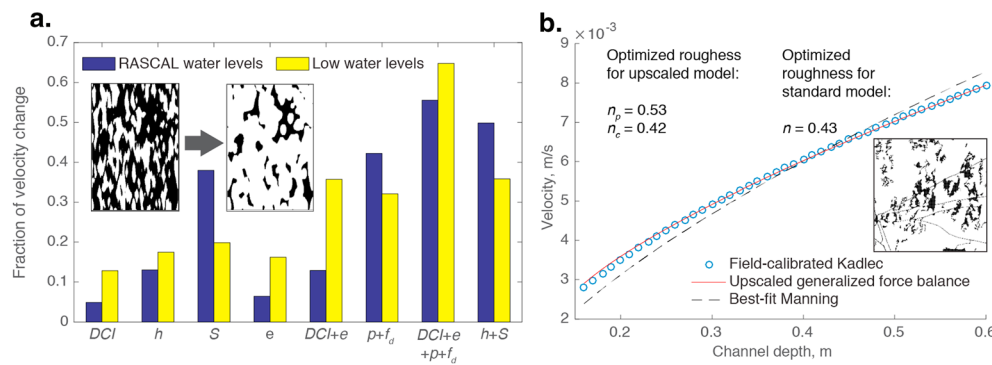 a.
Fraction of velocity change
0.7
0.6
0.5
0.4
0.3
0.2
0.1
0
RASCAL water levels
Low water levels
DCI
h
S
e
DCI+e
p+f_d
DCI+e
+p+f_d
h+S
b.
×10⁻³
Velocity, m/s
9
8
7
6
5
4
3
2
Optimized roughness
for upscaled model:
n_p = 0.53
n_c = 0.42
Optimized
roughness for
standard model:
n = 0.43
Field-calibrated Kadlec
Upscaled generalized force balance
Best-fit Manning
0.2
0.3
0.4
0.5
0.6
Channel depth, m